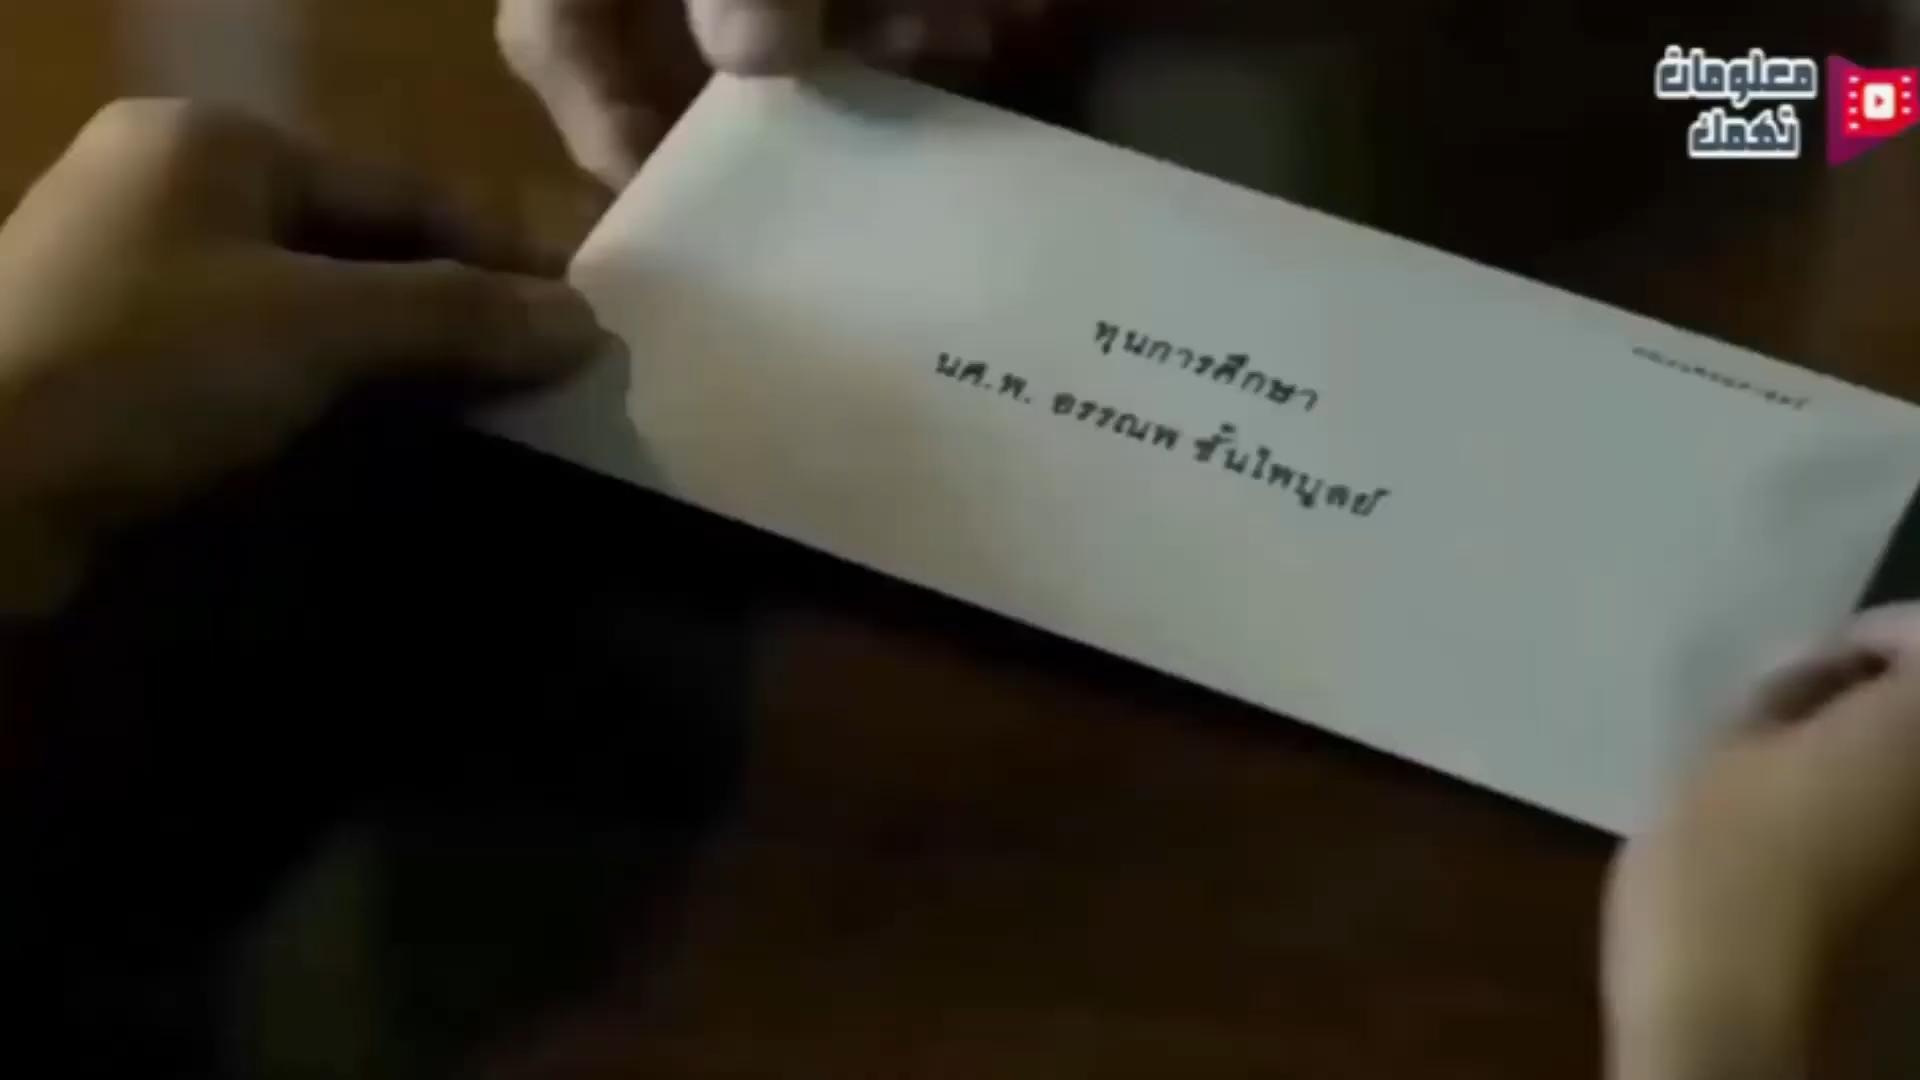 معلومات
تهمك
ทุนการศึกษา
นศ.พ. อรรณพ ชั้นไพบูลย์